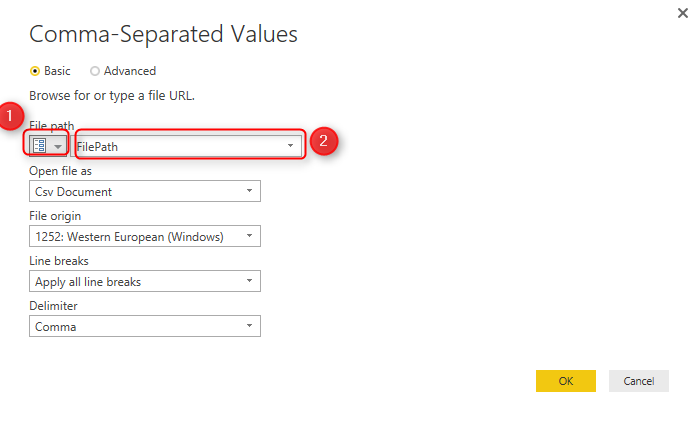 Comma-Separated Values
Basic Advanced
Browse for or type a file URL.
1
File path
FilePath 2
Open file as
Csv Document
File origin
1252: Western European (Windows)
Line breaks
Apply all line breaks
Delimiter
Comma
OK Cancel